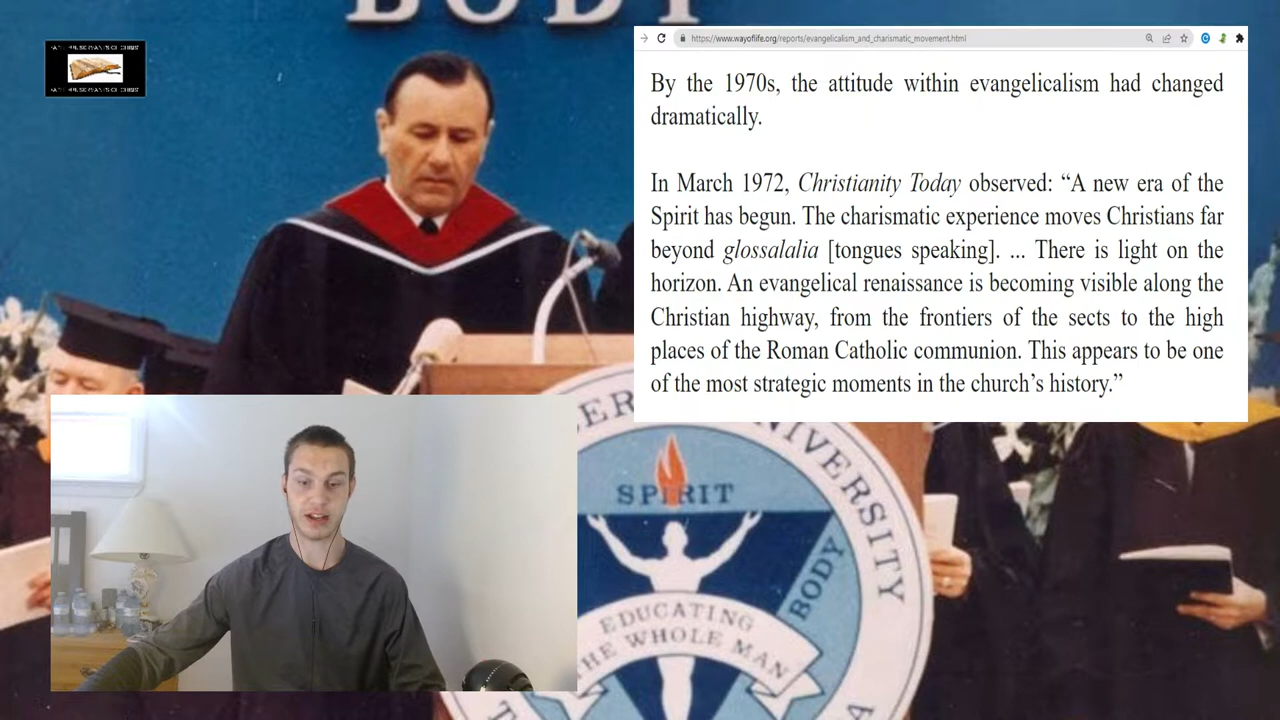 BODY
https://www.wayoflife.org/reports/evangelicalism_and_charismatic_movement.html
By the 1970s, the attitude within evangelicalism had changed
dramatically.
In March 1972, Christianity Today observed: “A new era of the
Spirit has begun. The charismatic experience moves Christians far
beyond glossalalia [tongues speaking]. ... There is light on the
horizon. An evangelical renaissance is becoming visible along the
Christian highway, from the frontiers of the sects to the high
places of the Roman Catholic communion. This appears to be one
of the most strategic moments in the church’s history.”
UNIVERSITY
SPIRIT
BODY
EDUCATING
THE WHOLE MAN